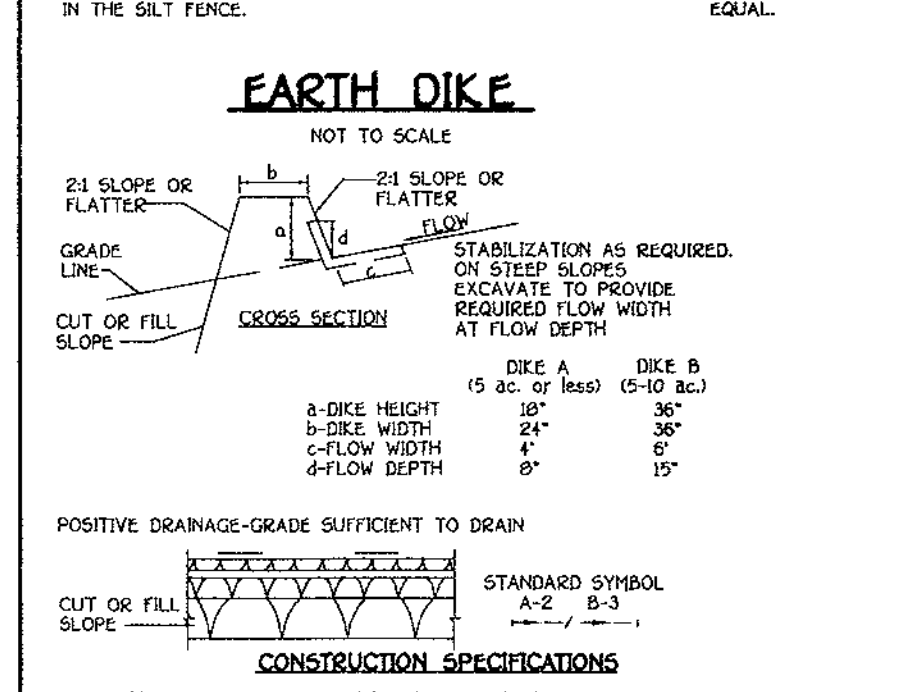 IN THE SILT FENCE.
EQUAL.
EARTH DIKE
NOT TO SCALE
2:1 SLOPE OR
FLATTER
b
2:1 SLOPE OR
FLATTER
a
d
FLOW
c
GRADE
LINE
CUT OR FILL
SLOPE
CROSS SECTION
STABILIZATION AS REQUIRED.
ON STEEP SLOPES
EXCAVATE TO PROVIDE
REQUIRED FLOW WIDTH
AT FLOW DEPTH
DIKE A DIKE B
(5 ac. or less) (5-10 ac.)
a-DIKE HEIGHT 18" 36"
b-DIKE WIDTH 24" 36"
c-FLOW WIDTH 4' 6'
d-FLOW DEPTH 8" 15"
POSITIVE DRAINAGE-GRADE SUFFICIENT TO DRAIN
CUT OR FILL
SLOPE
STANDARD SYMBOL
A-2 B-3
/
CONSTRUCTION SPECIFICATIONS